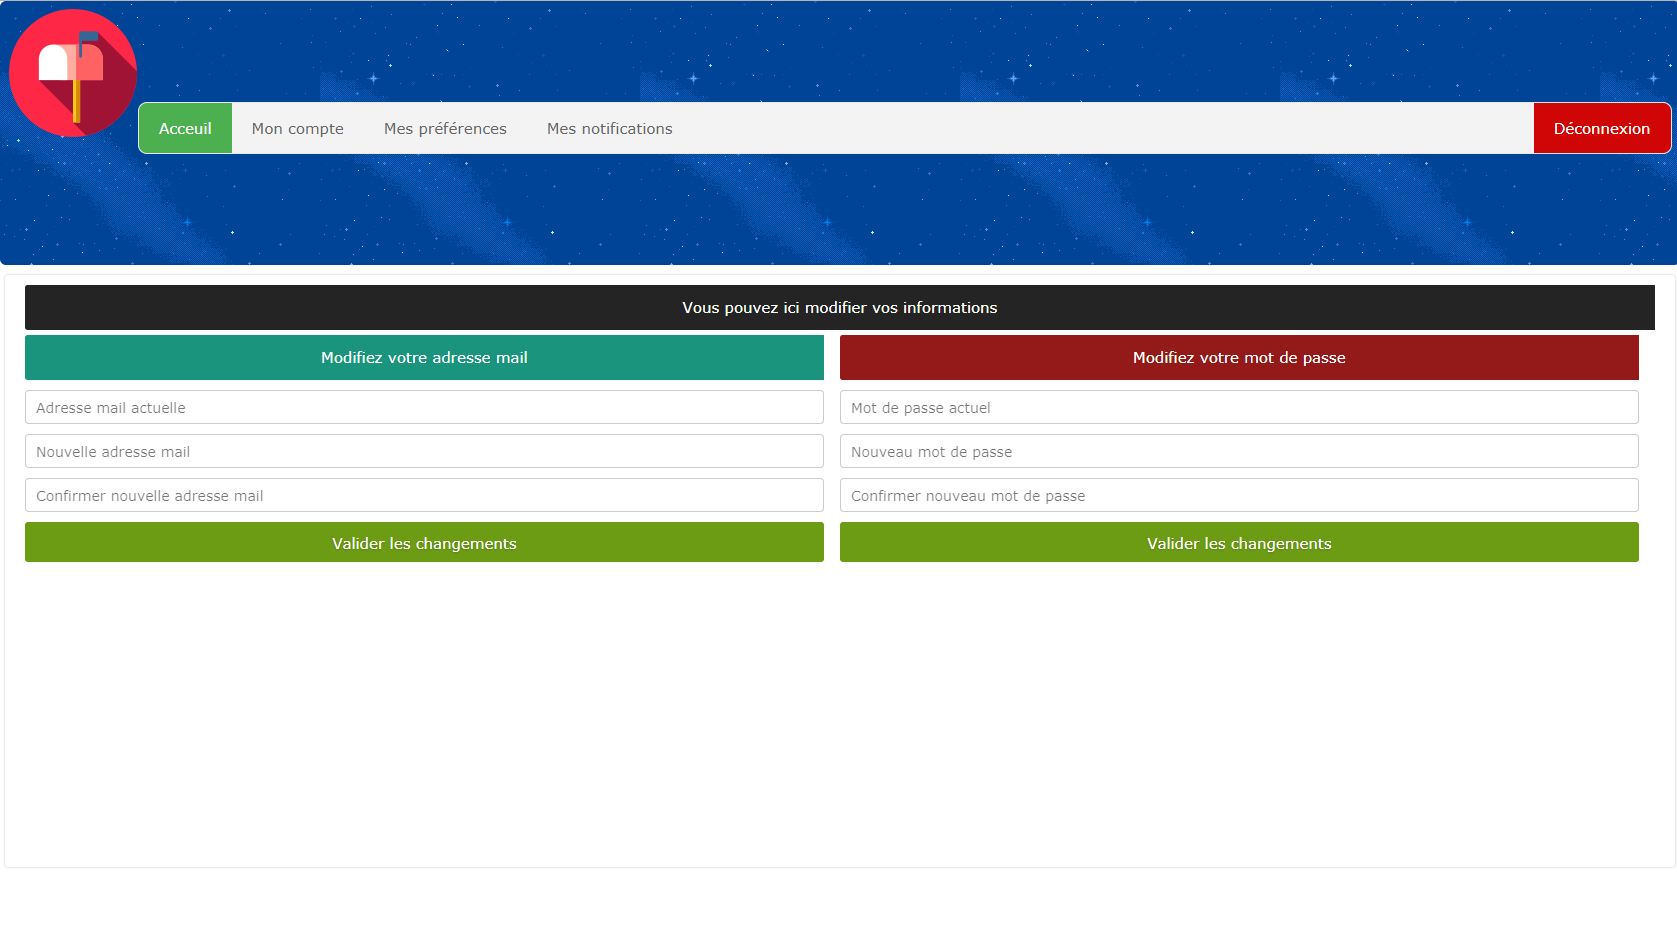 Acceuil
Mon compte
Mes préférences
Mes notifications
Déconnexion
Vous pouvez ici modifier vos informations
Modifiez votre adresse mail
Adresse mail actuelle
Nouvelle adresse mail
Confirmer nouvelle adresse mail
Valider les changements
Modifiez votre mot de passe
Mot de passe actuel
Nouveau mot de passe
Confirmer nouveau mot de passe
Valider les changements